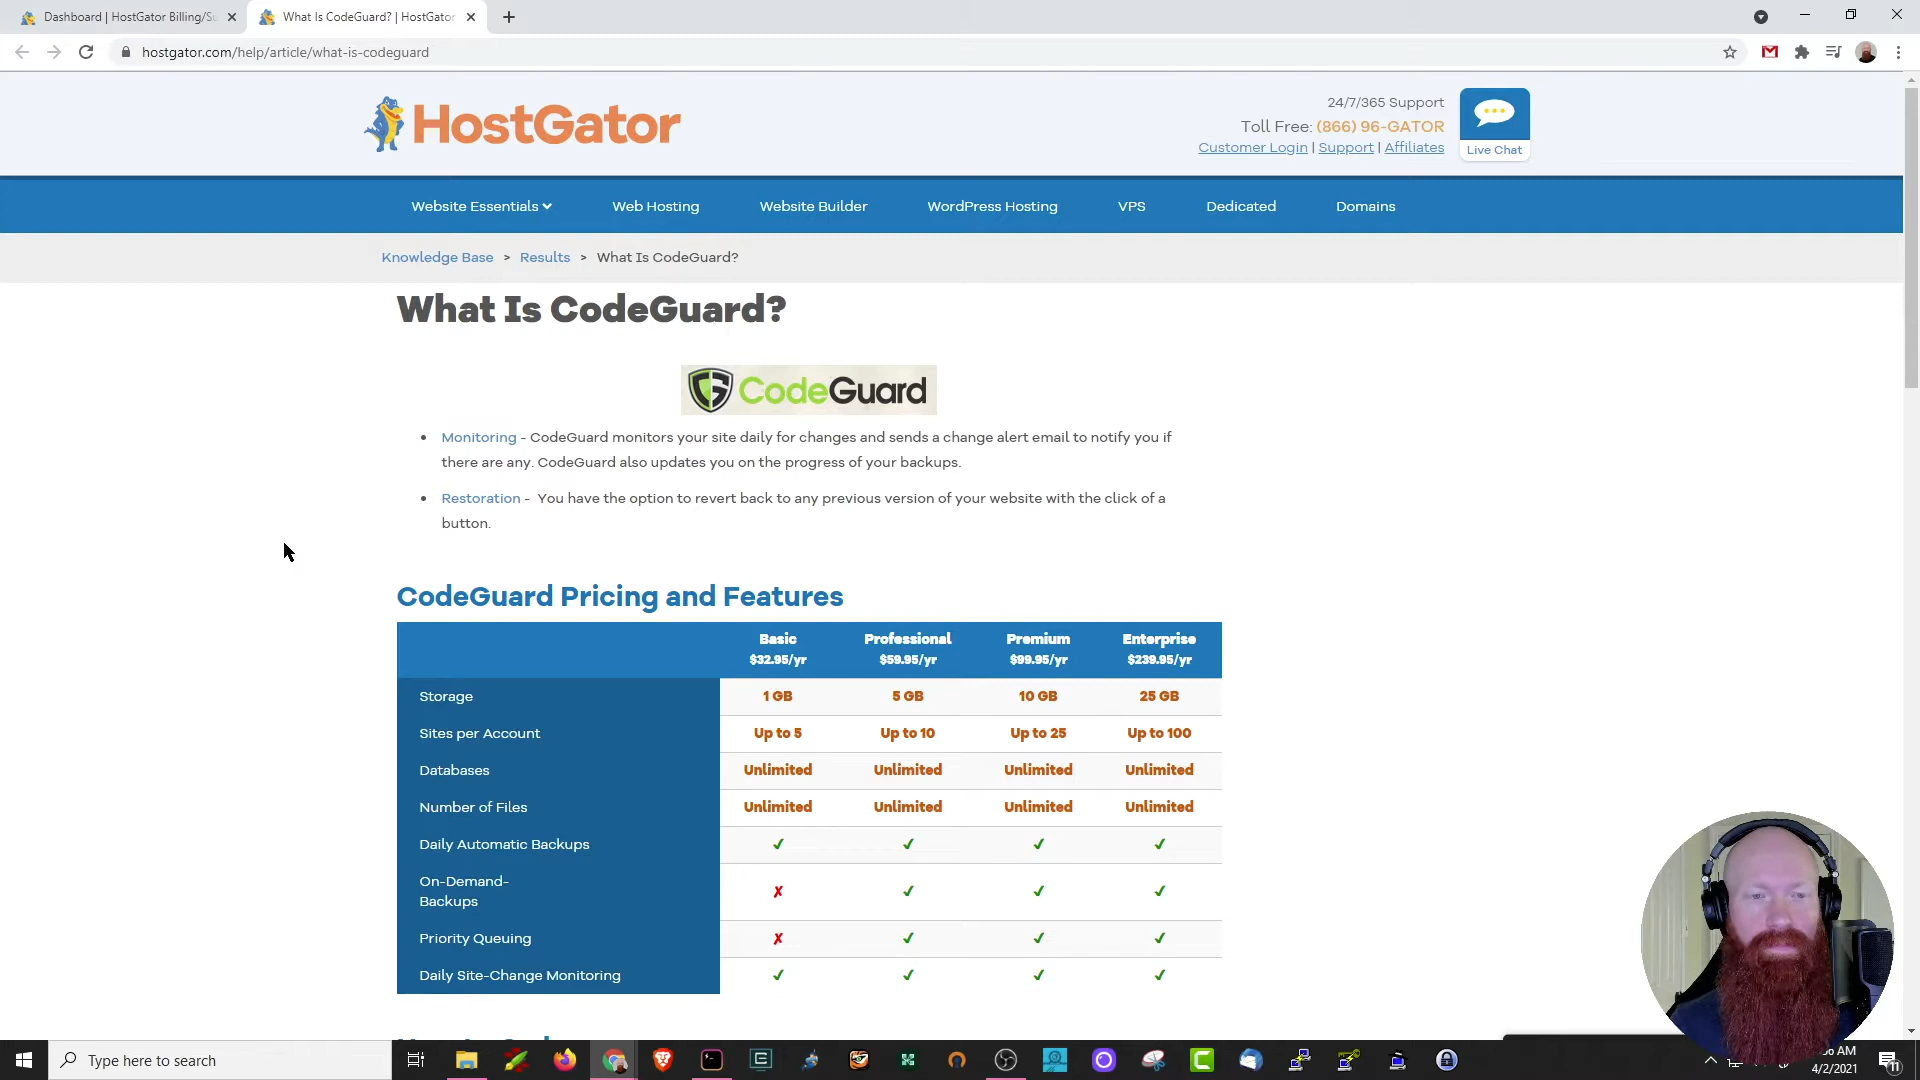 Dashboard | HostGator Billing/Su
What Is CodeGuard? | HostGator
hostgator.com/help/article/what-is-codeguard
HostGator
24/7/365 Support
Toll Free: (866) 96-GATOR
Customer Login | Support | Affiliates
Live Chat
Website Essentials
Web Hosting
Website Builder
WordPress Hosting
VPS
Dedicated
Domains
Knowledge Base > Results > What Is CodeGuard?
What Is CodeGuard?
CodeGuard
• Monitoring - CodeGuard monitors your site daily for changes and sends a change alert email to notify you if
there are any. CodeGuard also updates you on the progress of your backups.
• Restoration - You have the option to revert back to any previous version of your website with the click of a
button.
CodeGuard Pricing and Features
Basic Professional Premium Enterprise
$32.95/yr $59.95/yr $99.95/yr $239.95/yr
Storage 1 GB 5 GB 10 GB 25 GB
Sites per Account Up to 5 Up to 10 Up to 25 Up to 100
Databases Unlimited Unlimited Unlimited Unlimited
Number of Files Unlimited Unlimited Unlimited Unlimited
Daily Automatic Backups ✓ ✓ ✓ ✓
On-Demand-
Backups ✗ ✓ ✓ ✓
Priority Queuing ✗ ✓ ✓ ✓
Daily Site-Change Monitoring ✓ ✓ ✓ ✓
Type here to search
AM
4/2/2021
11